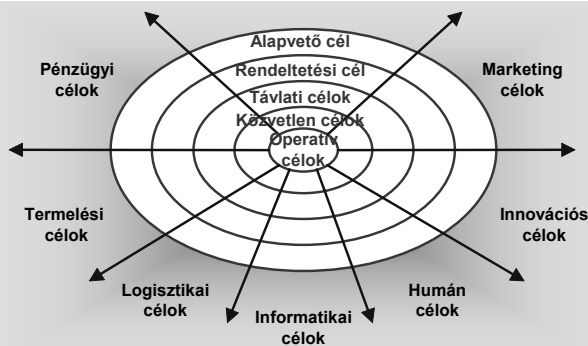 Alapvető cél
Rendeltetési cél
Távlati célok
Közvetlen célok
Operatív
célok
Pénzügyi
célok
Marketing
célok
Termelési
célok
Innovációs
célok
Logisztikai
célok
Informatikai
célok
Humán
célok